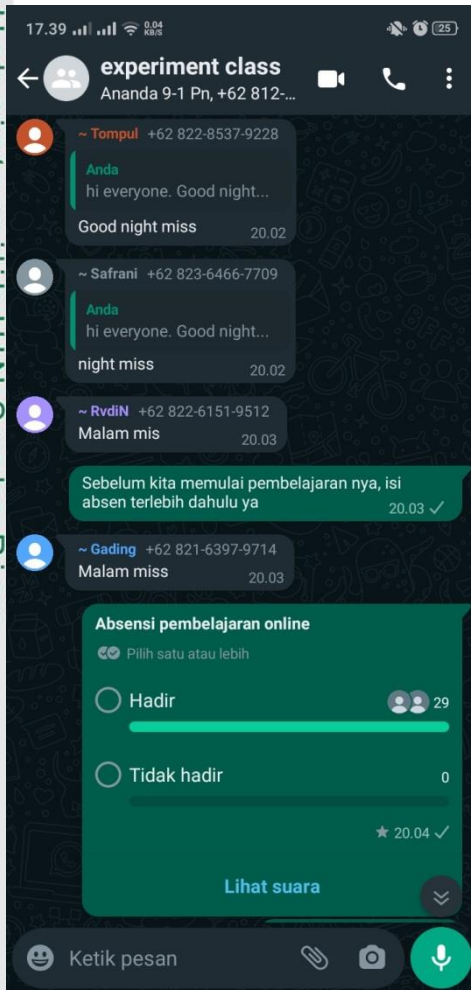 17.39 0.04 KB/S 25
experiment class
Ananda 9-1 Pn, +62 812-...
~ Tompul +62 822-8537-9228
Anda
hi everyone. Good night...
Good night miss 20.02
~ Safrani +62 823-6466-7709
Anda
hi everyone. Good night...
night miss 20.02
~ RvdiN +62 822-6151-9512
Malam mis 20.03
Sebelum kita memulai pembelajaran nya, isi
absen terlebih dahulu ya 20.03
~ Gading +62 821-6397-9714
Malam miss 20.03
Absensi pembelajaran online
Pilih satu atau lebih
Hadir 29
Tidak hadir 0
20.04
Lihat suara
Ketik pesan